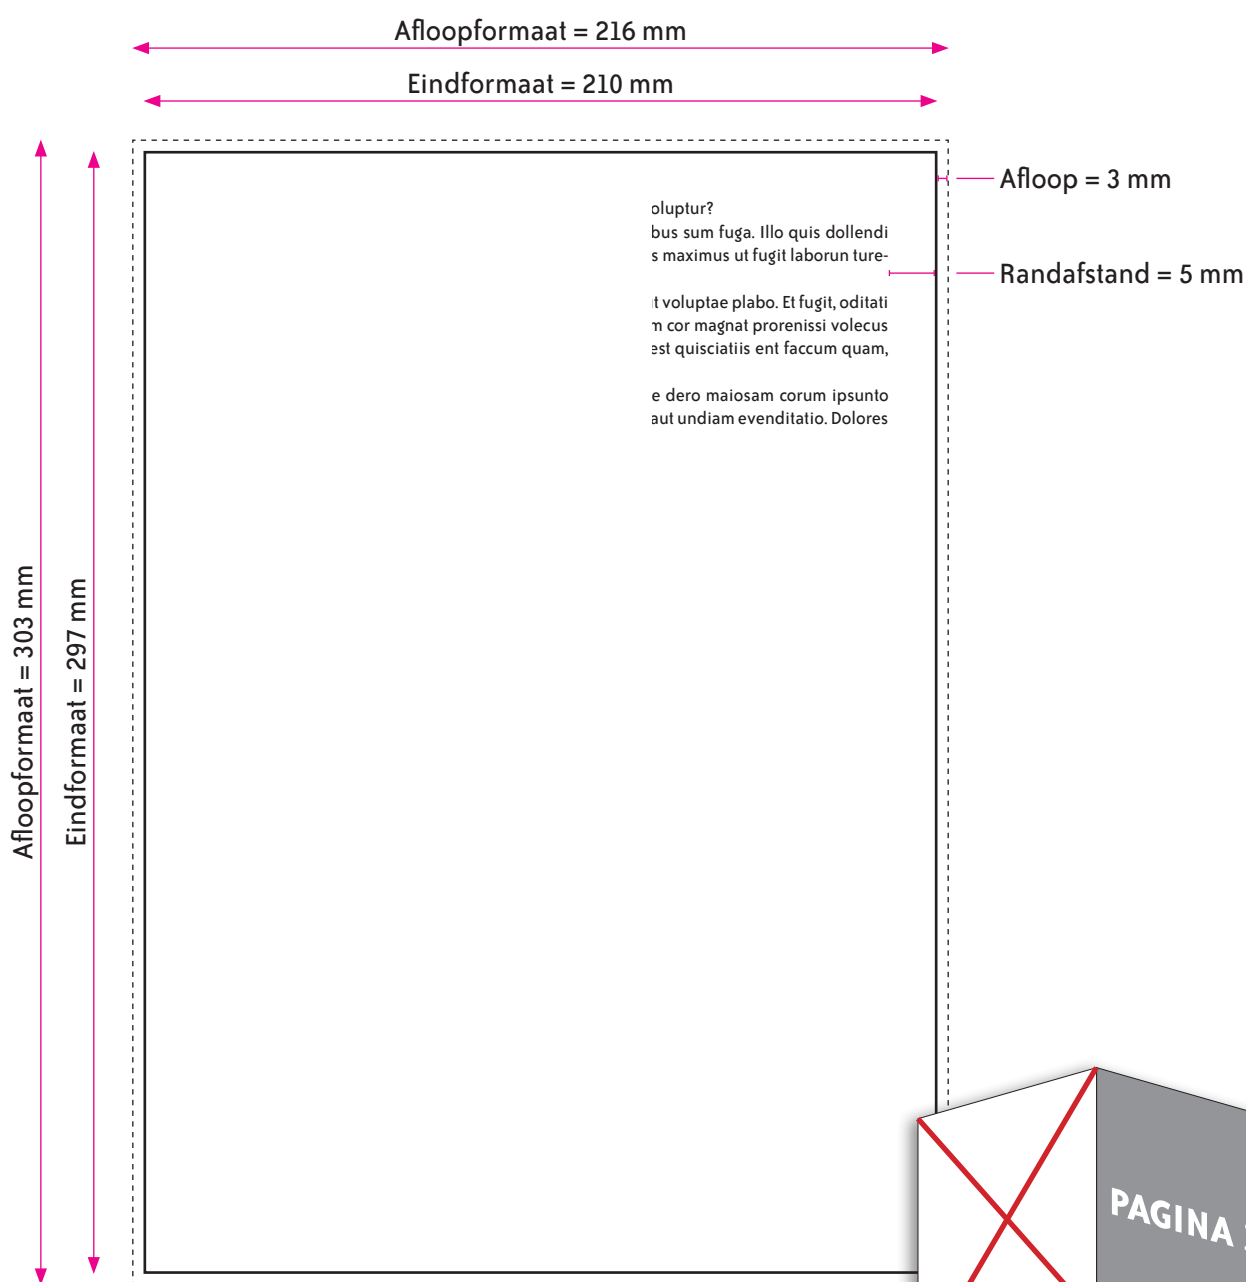 Afloopformaat = 216 mm
Eindformaat = 210 mm
Afloop = 3 mm
oluptur?
bus sum fuga. Illo quis dollendi
s maximus ut fugit laborun ture-
Randafstand = 5 mm
t voluptae plabo. Et fugit, oditati
m cor magnat prorenissi volecus
est quisciatiis ent faccum quam,
e dero maiosam corum ipsunto
aut undiam evenditatio. Dolores
Afloopformaat = 303 mm
Eindformaat = 297 mm
PAGINA